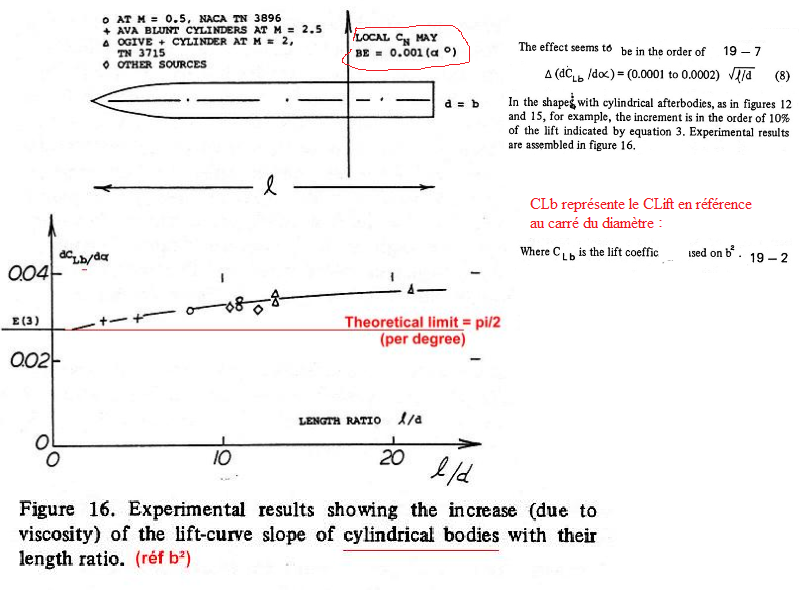 o AT M = 0.5, NACA TN 3896
+ AVA BLUNT CYLINDERS AT M = 2.5
Δ OGIVE + CYLINDER AT M = 2,
TN 3715
◊ OTHER SOURCES
LOCAL C_N MAY
BE = 0.001(α°)
d = b
ℓ
dC_Lb/dα
0.04
E(3)
0.02
0
Theoretical limit = pi/2
(per degree)
LENGTH RATIO ℓ/d
0
10
20
ℓ/d
Figure 16. Experimental results showing the increase (due to
viscosity) of the lift-curve slope of cylindrical bodies with their
length ratio. (réf b²)
The effect seems to be in the order of 19 – 7
Δ (dC_Lb /dα) = (0.0001 to 0.0002) √ℓ/d (8)
In the shapes with cylindrical afterbodies, as in figures 12
and 15, for example, the increment is in the order of 10%
of the lift indicated by equation 3. Experimental results
are assembled in figure 16.
CLb représente le CLift en référence
au carré du diamètre :
Where C_Lb is the lift coeffic used on b². 19 – 2